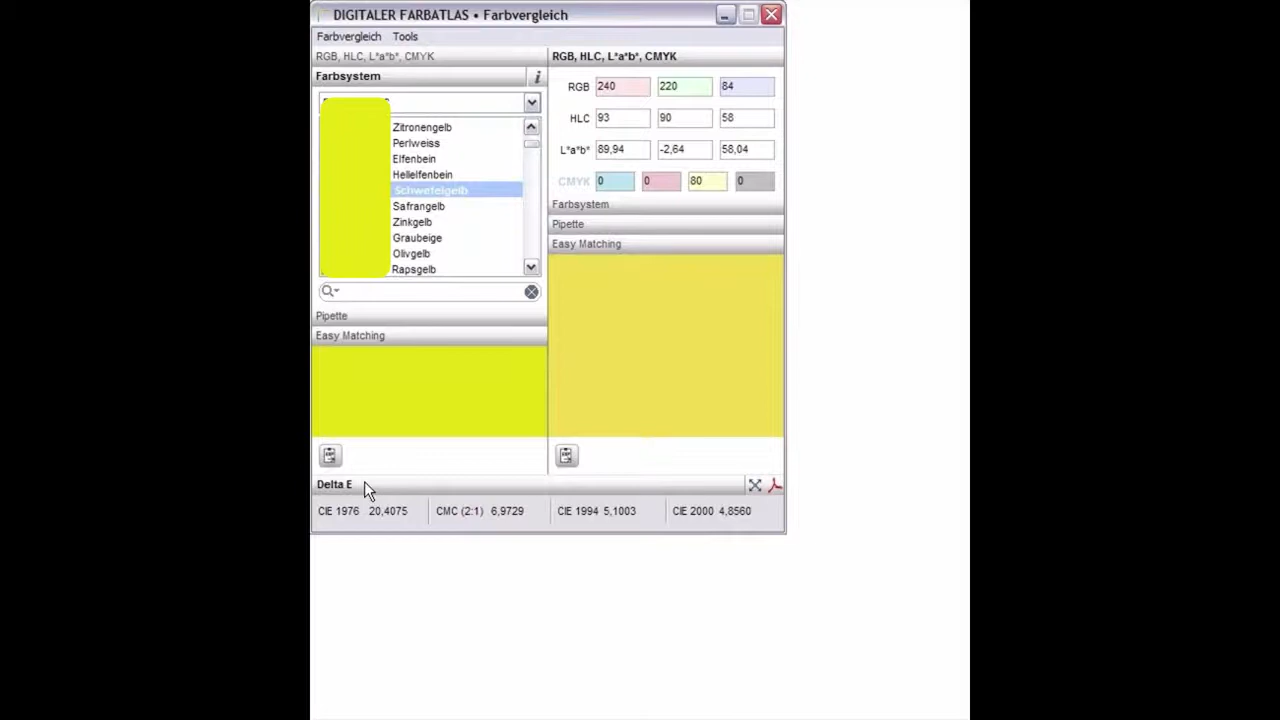 DIGITALER FARBATLAS • Farbvergleich
Farbvergleich Tools
RGB, HLC, L*a*b*, CMYK
Farbsystem i
Zitronengelb
Perlweiss
Elfenbein
Hellelfenbein
Schwefelgelb
Safrangelb
Zinkgelb
Graubeige
Olivgelb
Rapsgelb
Pipette
Easy Matching
RGB, HLC, L*a*b*, CMYK
RGB 240 220 84
HLC 93 90 58
L*a*b* 89,94 -2,64 58,04
CMYK 0 0 80 0
Farbsystem
Pipette
Easy Matching
Delta E
CIE 1976 20,4075 CMC (2:1) 6,9729 CIE 1994 5,1003 CIE 2000 4,8560